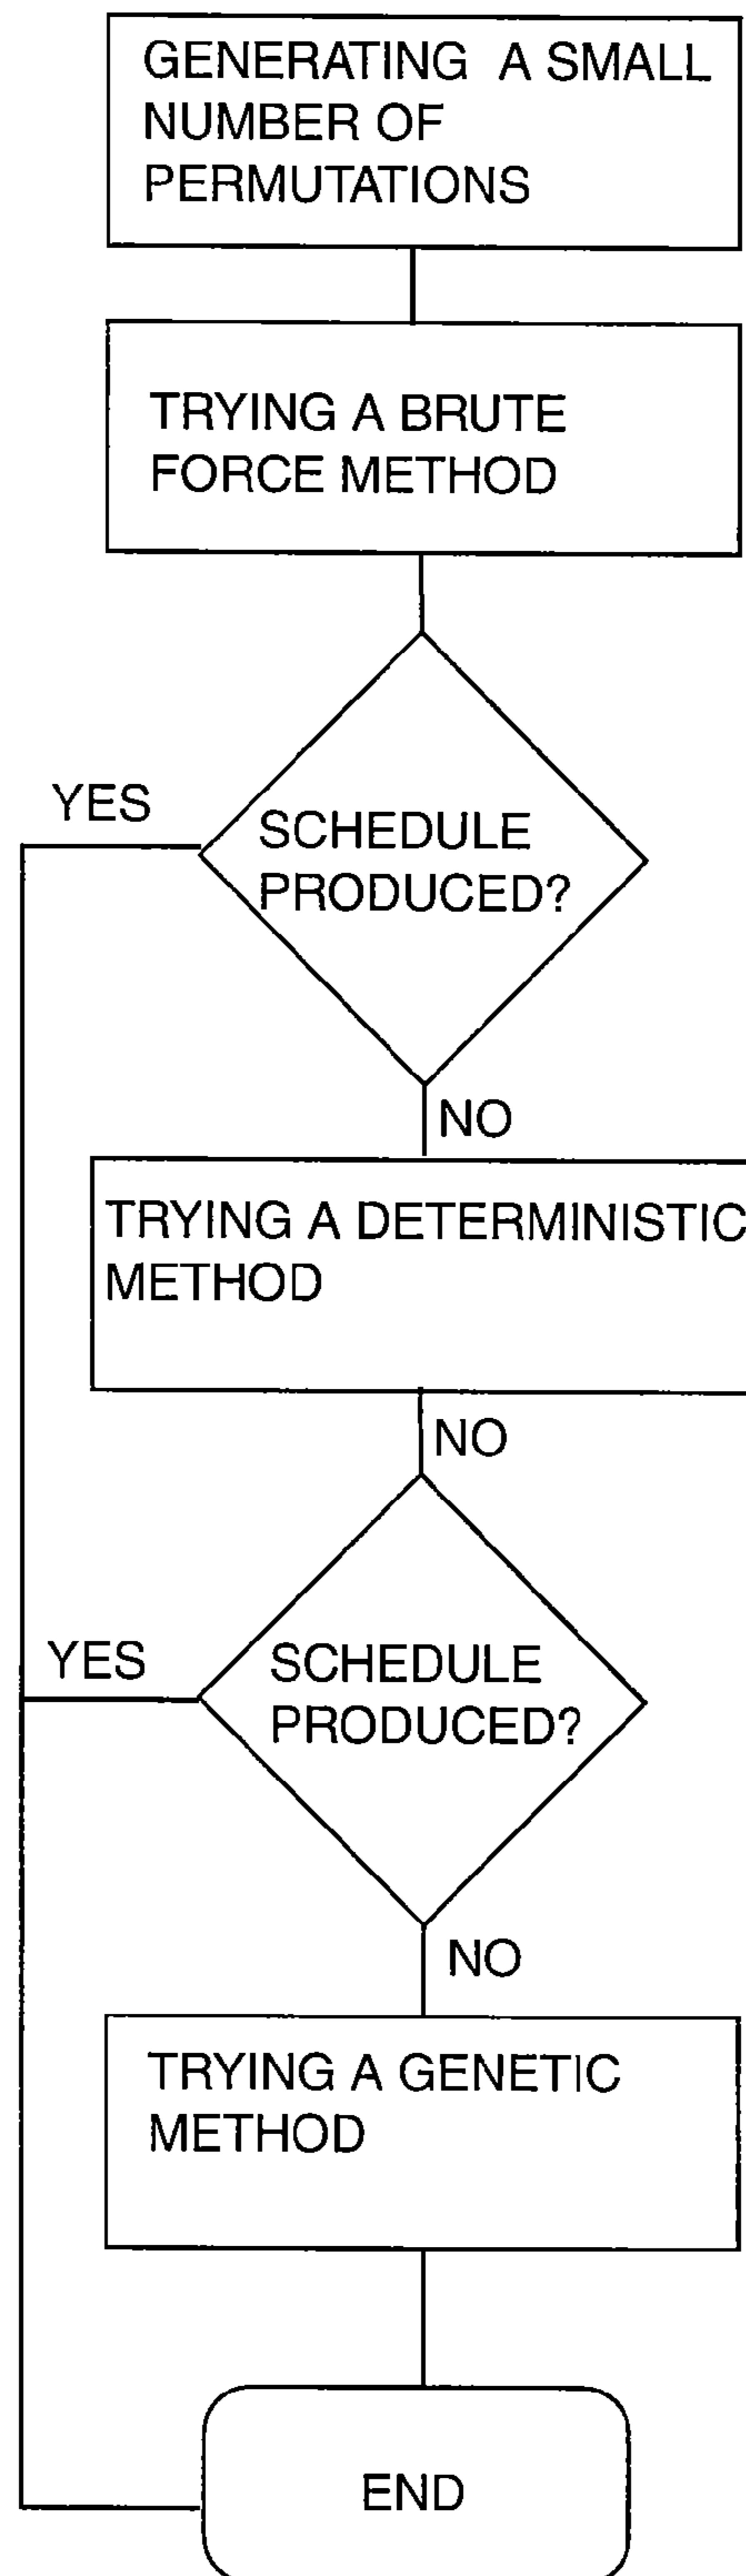 GENERATING A SMALL
NUMBER OF
PERMUTATIONS
TRYING A BRUTE
FORCE METHOD
YES
SCHEDULE
PRODUCED?
NO
TRYING A DETERMINISTIC
METHOD
NO
YES
SCHEDULE
PRODUCED?
NO
TRYING A GENETIC
METHOD
END